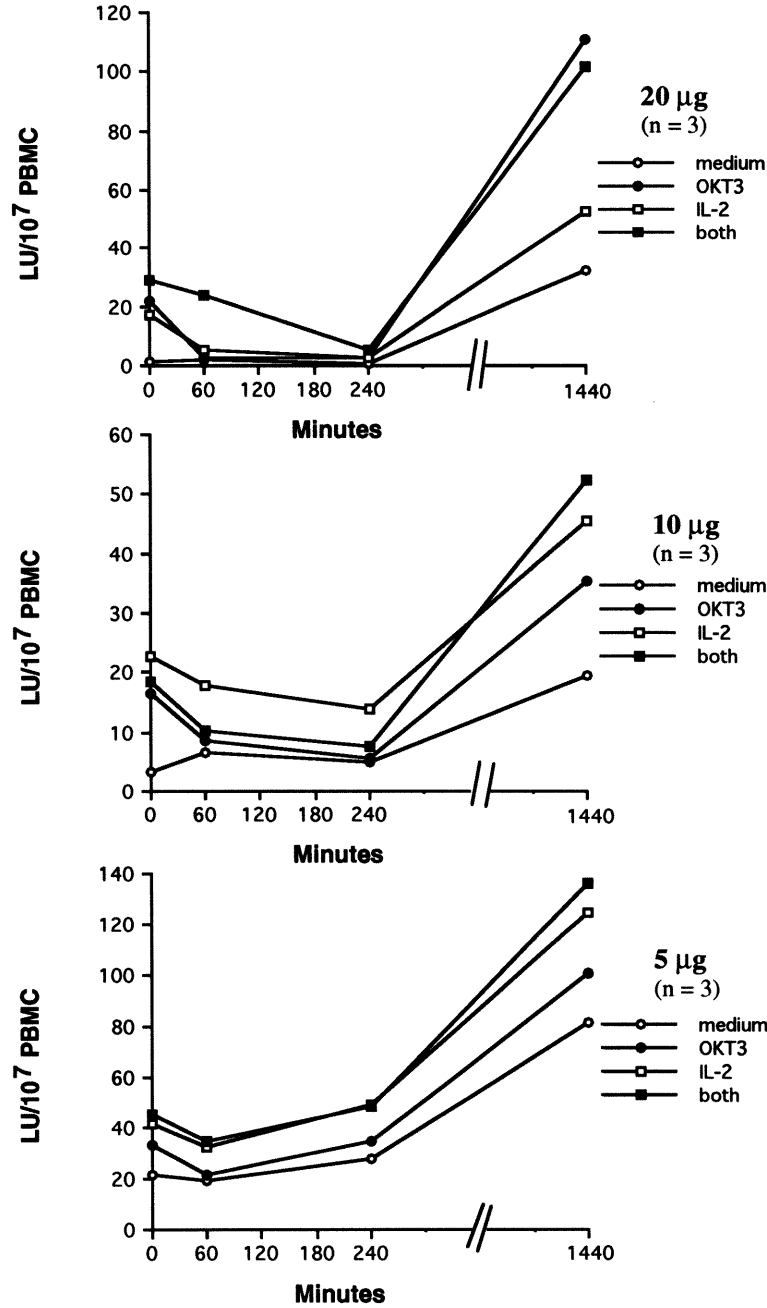 120
100
80
60
40
20
0
LU/10⁷ PBMC
0 60 120 180 240 1440
Minutes
20 μg
(n = 3)
medium
OKT3
IL-2
both
60
50
40
30
20
10
0
LU/10⁷ PBMC
0 60 120 180 240 1440
Minutes
10 μg
(n = 3)
medium
OKT3
IL-2
both
140
120
100
80
60
40
20
0
LU/10⁷ PBMC
0 60 120 180 240 1440
Minutes
5 μg
(n = 3)
medium
OKT3
IL-2
both